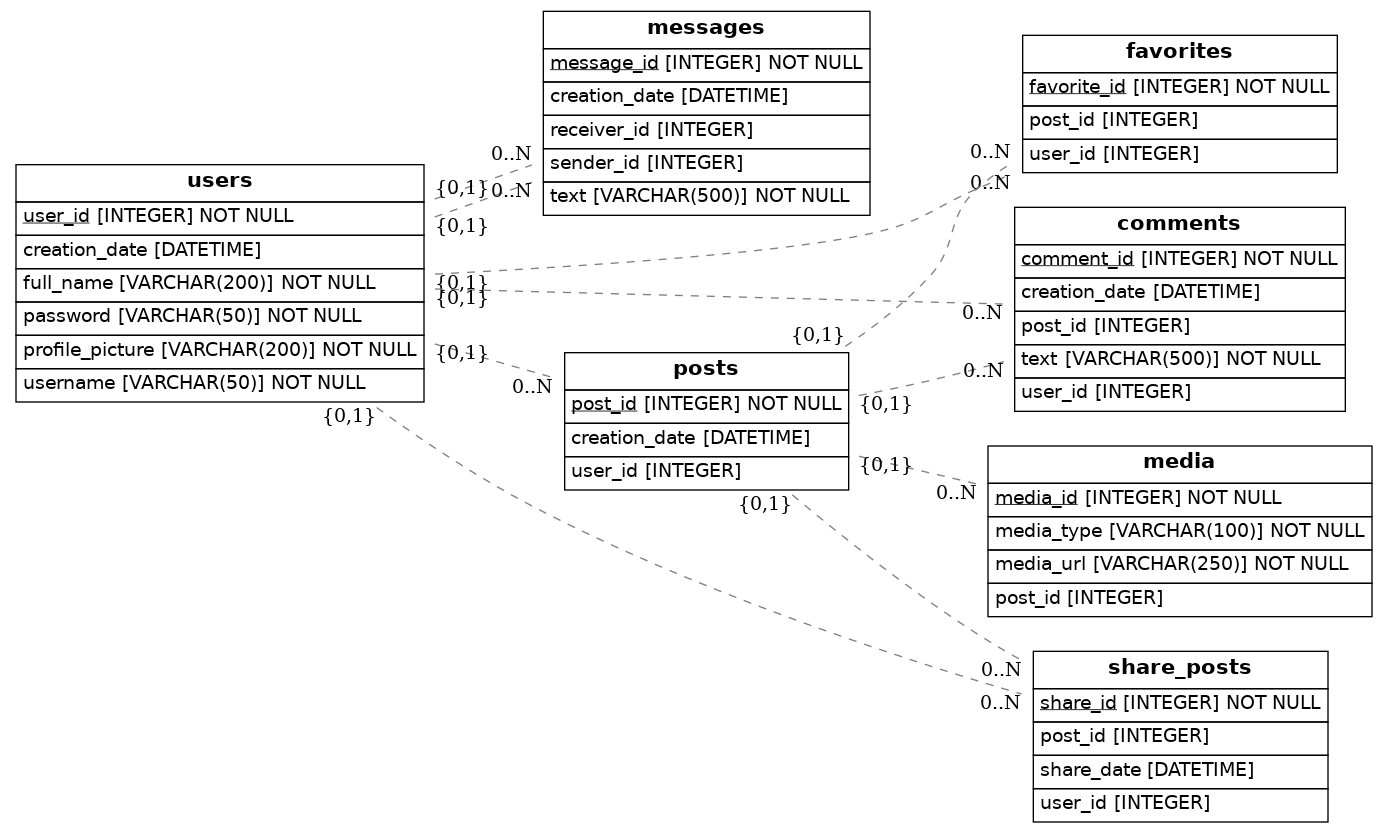 users
user_id [INTEGER] NOT NULL
creation_date [DATETIME]
full_name [VARCHAR(200)] NOT NULL
password [VARCHAR(50)] NOT NULL
profile_picture [VARCHAR(200)] NOT NULL
username [VARCHAR(50)] NOT NULL
messages
message_id [INTEGER] NOT NULL
creation_date [DATETIME]
receiver_id [INTEGER]
sender_id [INTEGER]
text [VARCHAR(500)] NOT NULL
0..N
{0,1}
0..N
{0,1}
favorites
favorite_id [INTEGER] NOT NULL
post_id [INTEGER]
user_id [INTEGER]
0..N
0..N
{0,1}
{0,1}
{0,1}
comments
comment_id [INTEGER] NOT NULL
creation_date [DATETIME]
post_id [INTEGER]
text [VARCHAR(500)] NOT NULL
user_id [INTEGER]
0..N
0..N
{0,1}
{0,1}
0..N
posts
post_id [INTEGER] NOT NULL
creation_date [DATETIME]
user_id [INTEGER]
{0,1}
{0,1}
0..N
media
media_id [INTEGER] NOT NULL
media_type [VARCHAR(100)] NOT NULL
media_url [VARCHAR(250)] NOT NULL
post_id [INTEGER]
{0,1}
0..N
0..N
share_posts
share_id [INTEGER] NOT NULL
post_id [INTEGER]
share_date [DATETIME]
user_id [INTEGER]